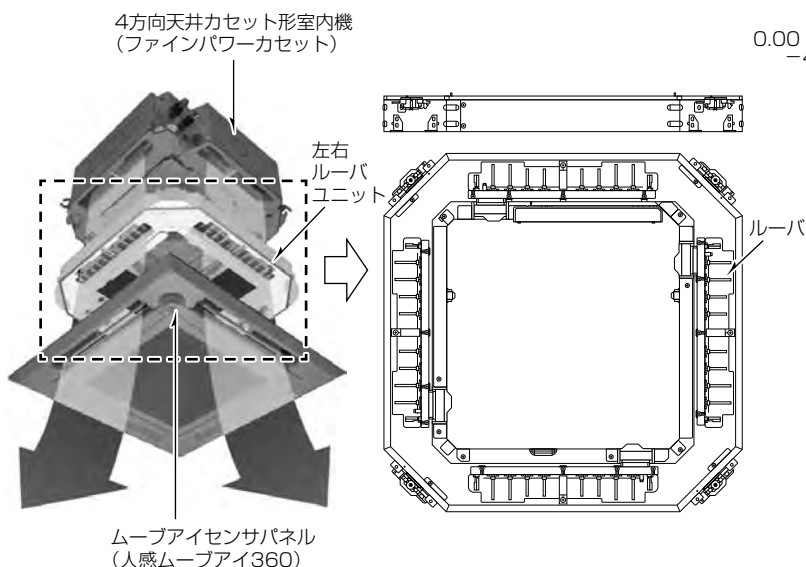 4方向天井カセット形室内機
（ファインパワーカセット）
0.00
左右
ルーバ
ユニット
ルーバ
ムーブアイセンサパネル
（人感ムーブアイ360）